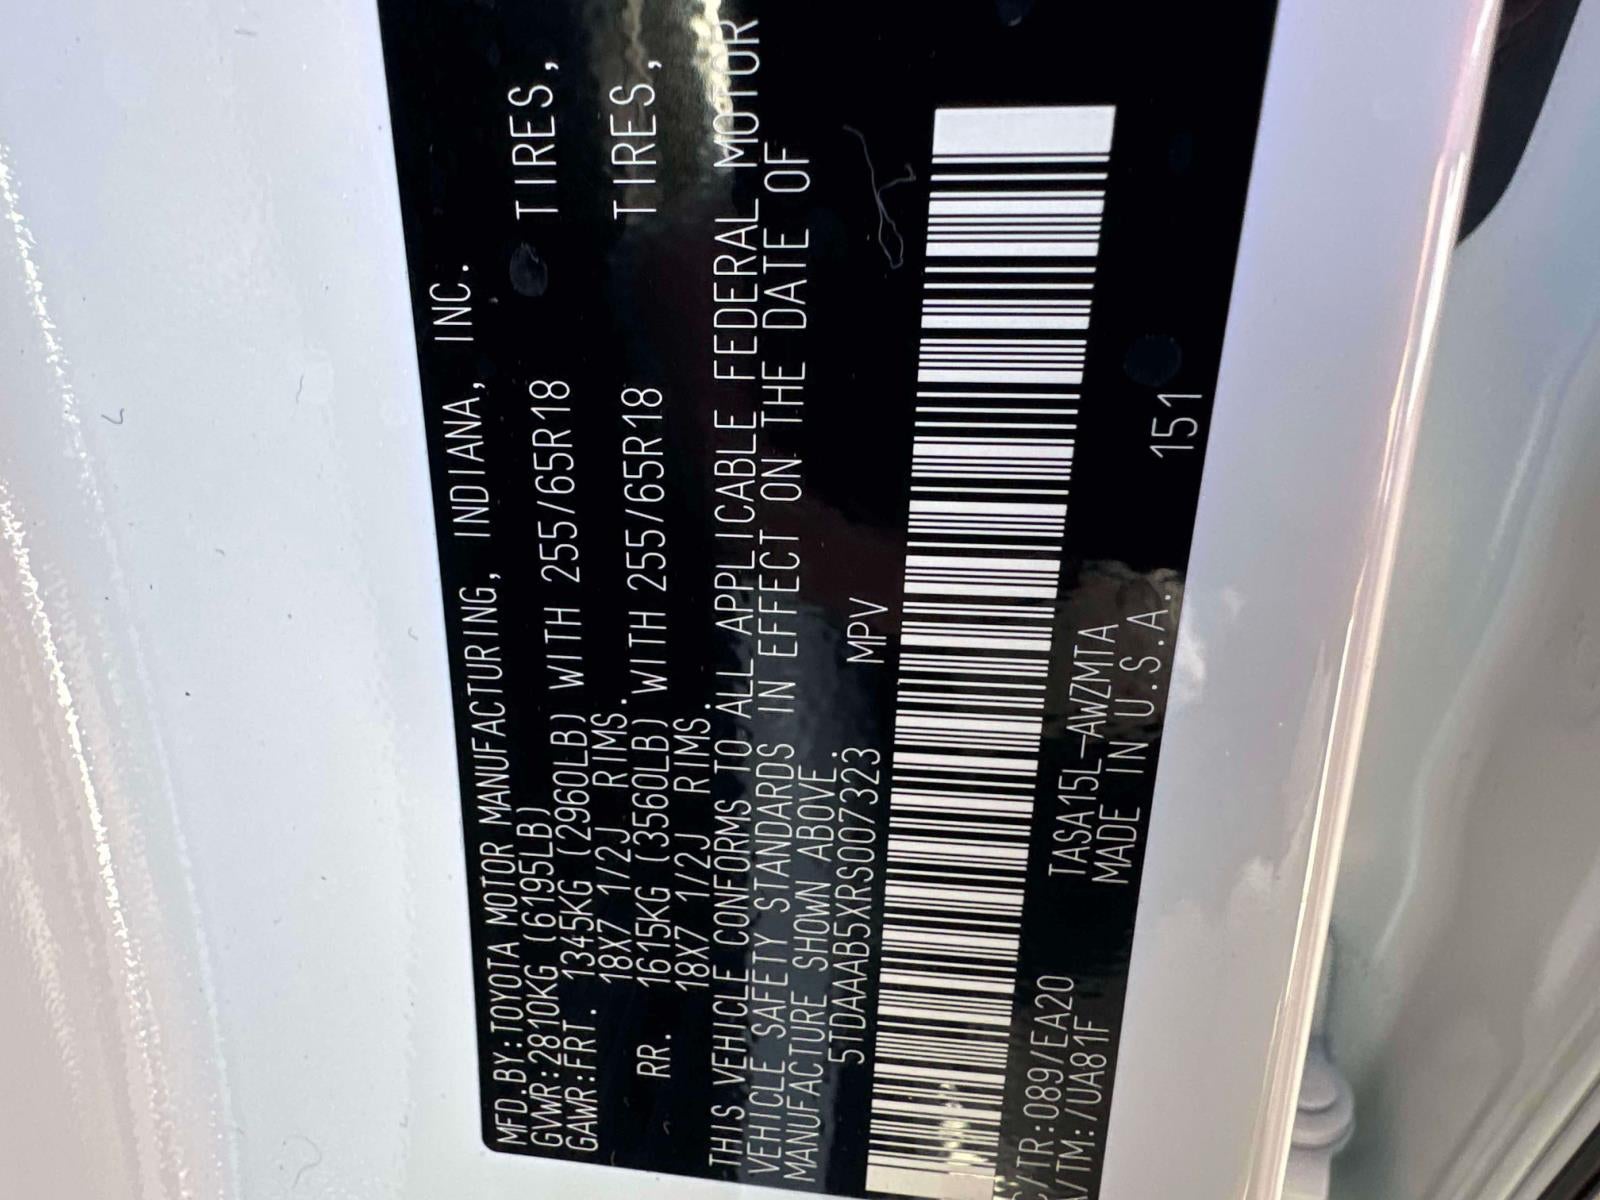 MFD.BY:TOYOTA MOTOR MANUFACTURING, INDIANA, INC.
GVWR:2810KG (6195LB)
GAWR:FRT. 1345KG (2960LB) WITH 255/65R18 TIRES,
18X7 1/2J RIMS.
RR. 1615KG (3560LB) WITH 255/65R18 TIRES,
18X7 1/2J RIMS.
THIS VEHICLE CONFORMS TO ALL APPLICABLE FEDERAL MOTOR
VEHICLE SAFETY STANDARDS IN EFFECT ON THE DATE OF
MANUFACTURE SHOWN ABOVE.
5TDAAAB5XRS007323 MPV
C/TR:089/EA20 TASA15L-AWZMTA 151
A/TM:/UA81F MADE IN U.S.A.